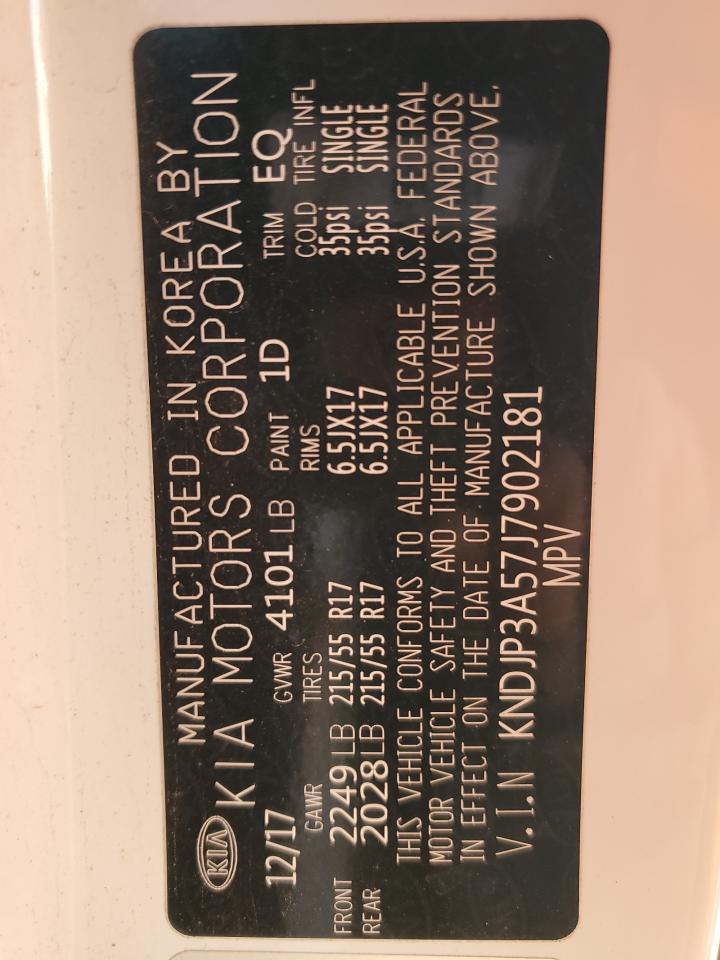 KIA
MANUFACTURED IN KOREA BY
KIA MOTORS CORPORATION
12/17 GVWR 4101 LB PAINT 1D TRIM EQ
GAWR TIRES RIMS COLD TIRE INFL
FRONT 2249 LB 215/55 R17 6.5JX17 35psi SINGLE
REAR 2028 LB 215/55 R17 6.5JX17 35psi SINGLE
THIS VEHICLE CONFORMS TO ALL APPLICABLE U.S.A. FEDERAL
MOTOR VEHICLE SAFETY AND THEFT PREVENTION STANDARDS
IN EFFECT ON THE DATE OF MANUFACTURE SHOWN ABOVE.
V.I.N KNDJP3A57J7902181
MPV